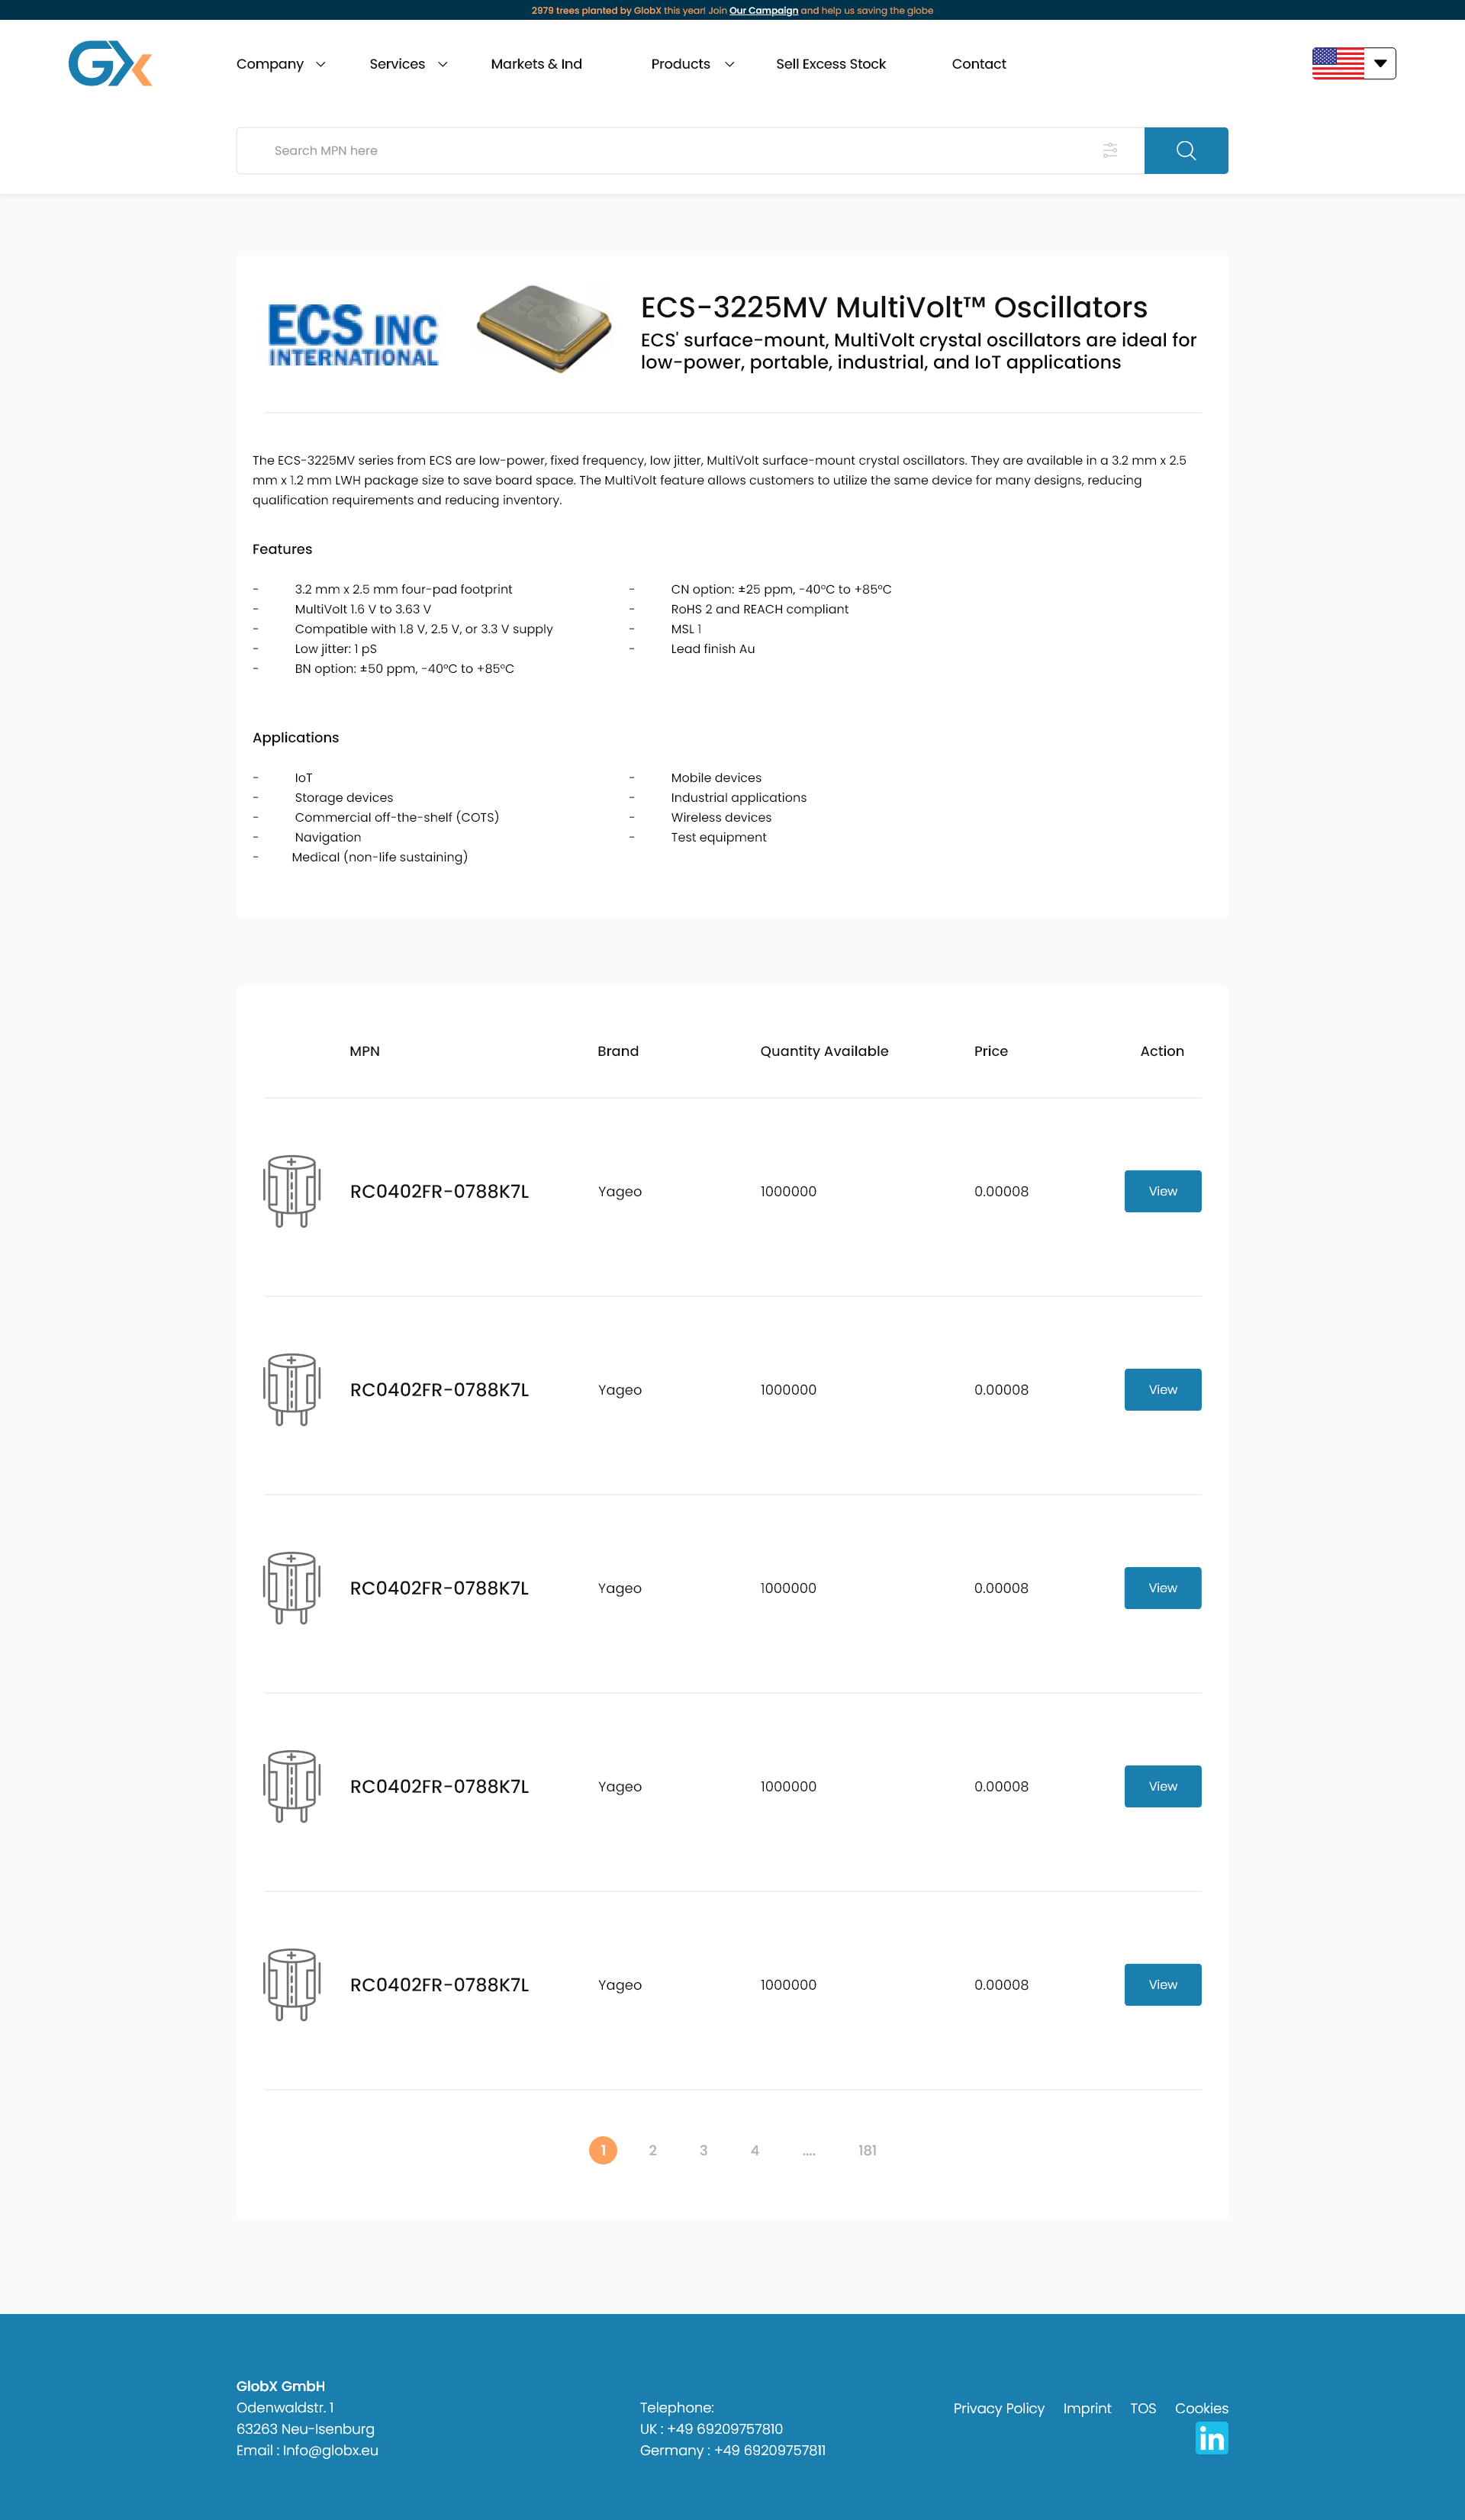 2979 trees planted by GlobX this year! Join Our Campaign and help us saving the globe
GX
Company
Services
Markets & Ind
Products
Sell Excess Stock
Contact
Search MPN here
ECS INC
INTERNATIONAL
ECS
ECS-3225MV MultiVolt™ Oscillators
ECS' surface-mount, MultiVolt crystal oscillators are ideal for
low-power, portable, industrial, and IoT applications
The ECS-3225MV series from ECS are low-power, fixed frequency, low jitter, MultiVolt surface-mount crystal oscillators. They are available in a 3.2 mm x 2.5
mm x 1.2 mm LWH package size to save board space. The MultiVolt feature allows customers to utilize the same device for many designs, reducing
qualification requirements and reducing inventory.
Features
- 3.2 mm x 2.5 mm four-pad footprint
- MultiVolt 1.6 V to 3.63 V
- Compatible with 1.8 V, 2.5 V, or 3.3 V supply
- Low jitter: 1 pS
- BN option: ±50 ppm, -40ºC to +85ºC
- CN option: ±25 ppm, -40ºC to +85ºC
- RoHS 2 and REACH compliant
- MSL 1
- Lead finish Au
Applications
- IoT
- Storage devices
- Commercial off-the-shelf (COTS)
- Navigation
- Medical (non-life sustaining)
- Mobile devices
- Industrial applications
- Wireless devices
- Test equipment
MPN Brand Quantity Available Price Action
RC0402FR-0788K7L Yageo 1000000 0.00008 View
RC0402FR-0788K7L Yageo 1000000 0.00008 View
RC0402FR-0788K7L Yageo 1000000 0.00008 View
RC0402FR-0788K7L Yageo 1000000 0.00008 View
RC0402FR-0788K7L Yageo 1000000 0.00008 View
1 2 3 4 .... 181
GlobX GmbH
Odenwaldstr. 1
63263 Neu-Isenburg
Email : Info@globx.eu
Telephone:
UK : +49 69209757810
Germany : +49 69209757811
Privacy Policy Imprint TOS Cookies
in